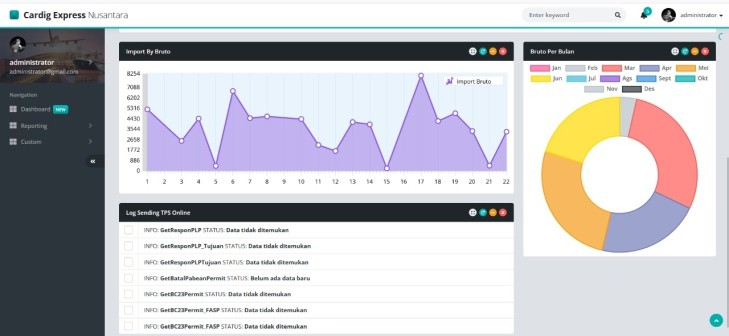 Cardig Express Nusantara
Enter keyword
administrator
administrator
administrator@gmail.com
Navigation
Dashboard NEW
Reporting
Custom
Import By Bruto
Import Bruto
8254
7088
6202
5316
4430
3544
2658
1772
886
0
1 2 3 4 5 6 7 8 9 10 11 12 13 14 15 16 17 18 19 20 21 22
Bruto Per Bulan
Jan Feb Mar Apr Mei
Jun Jul Ags Sept Okt
Nov Des
Log Sending TPS Online
INFO: GetResponPLP STATUS: Data tidak ditemukan
INFO: GetResponPLP_Tujuan STATUS: Data tidak ditemukan
INFO: GetResponPLPTujuan STATUS: Data tidak ditemukan
INFO: GetBatalPabeanPermit STATUS: Belum ada data baru
INFO: GetBC23Permit STATUS: Data tidak ditemukan
INFO: GetBC23Permit_FASP STATUS: Data tidak ditemukan
INFO: GetBC23Permit_FASP STATUS: Data tidak ditemukan